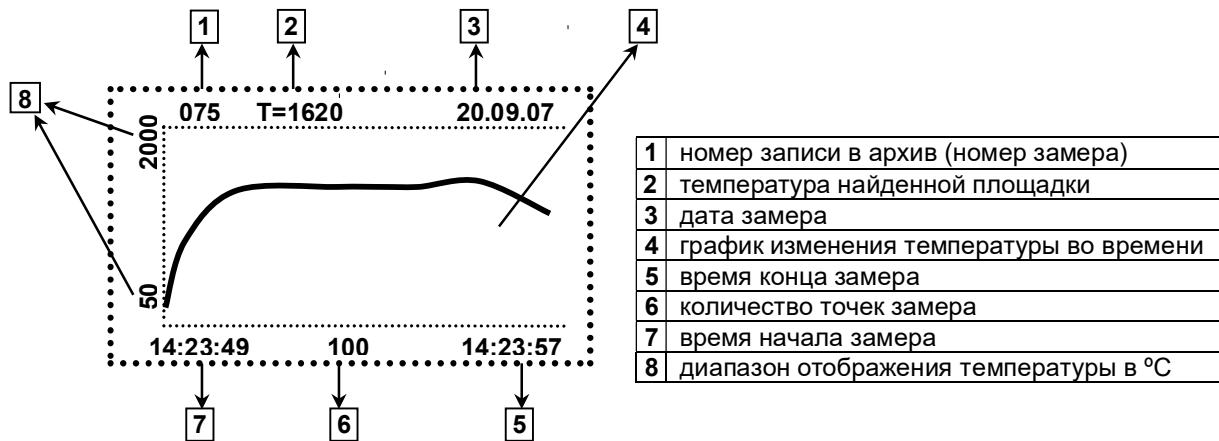 1 2 3 4
8
075 T=1620 20.09.07
2000
50
14:23:49 100 14:23:57
7 6 5
1 номер записи в архив (номер замера)
2 температура найденной площадки
3 дата замера
4 график изменения температуры во времени
5 время конца замера
6 количество точек замера
7 время начала замера
8 диапазон отображения температуры в ºС